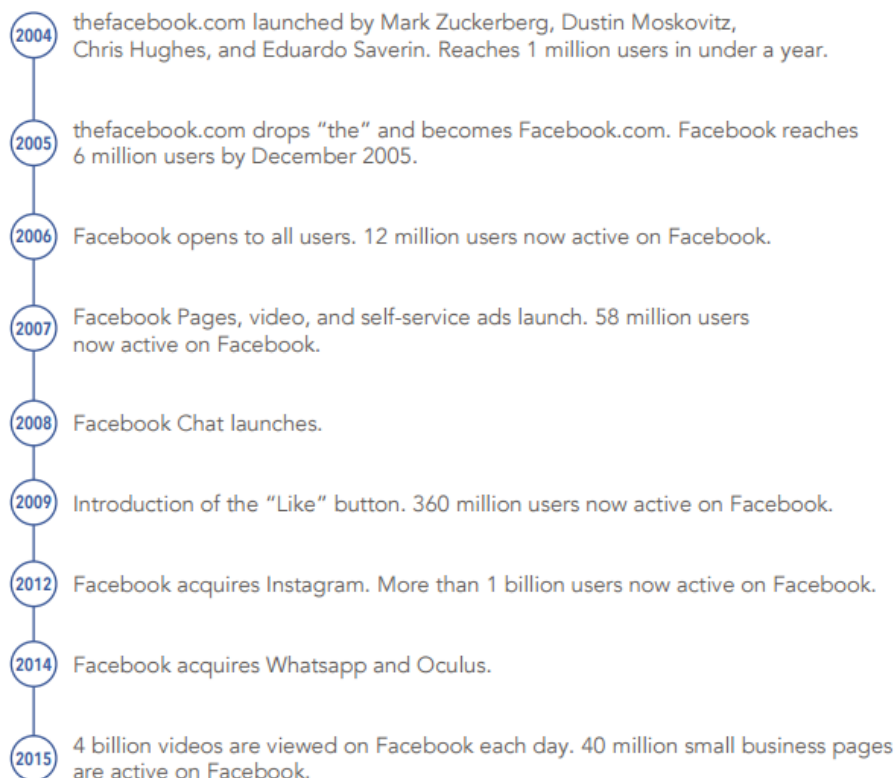 2004
thefacebook.com launched by Mark Zuckerberg, Dustin Moskovitz,
Chris Hughes, and Eduardo Saverin. Reaches 1 million users in under a year.
2005
thefacebook.com drops “the” and becomes Facebook.com. Facebook reaches
6 million users by December 2005.
2006
Facebook opens to all users. 12 million users now active on Facebook.
2007
Facebook Pages, video, and self-service ads launch. 58 million users
now active on Facebook.
2008
Facebook Chat launches.
2009
Introduction of the “Like” button. 360 million users now active on Facebook.
2012
Facebook acquires Instagram. More than 1 billion users now active on Facebook.
2014
Facebook acquires Whatsapp and Oculus.
2015
4 billion videos are viewed on Facebook each day. 40 million small business pages
are active on Facebook.